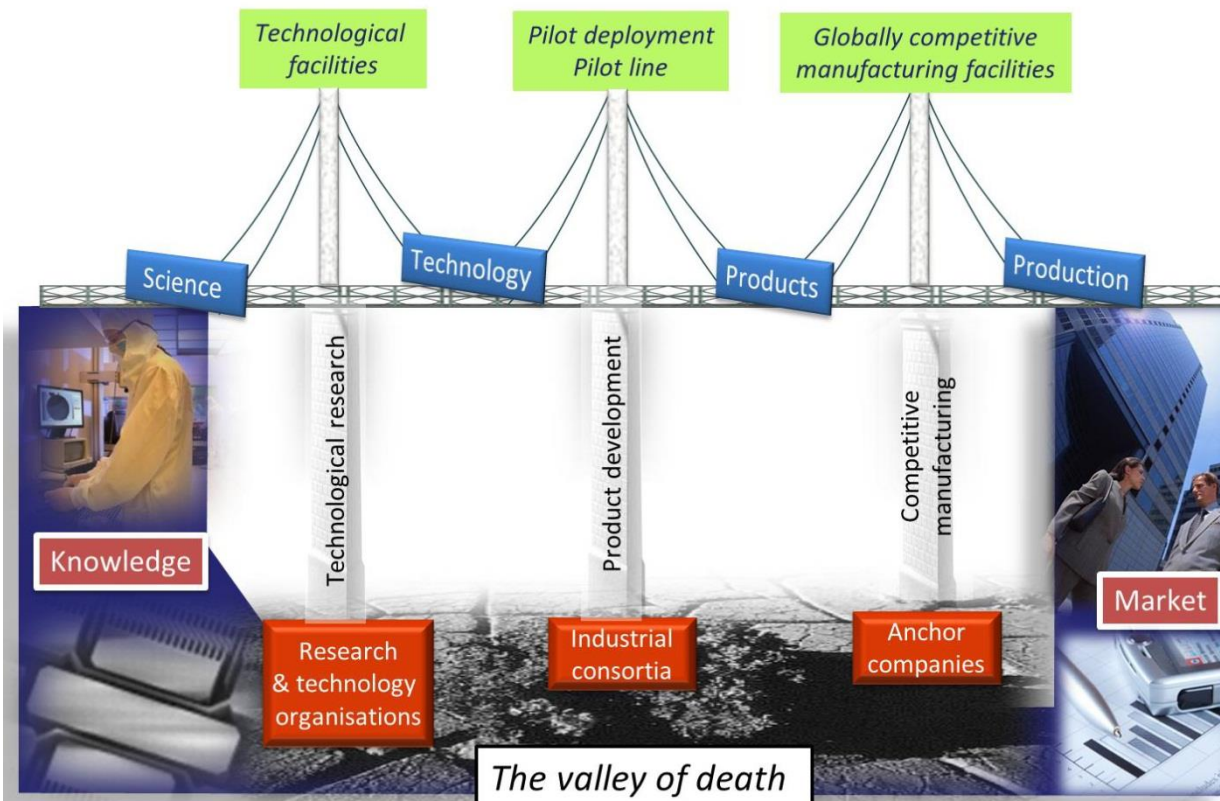 Technological
facilities
Pilot deployment
Pilot line
Globally competitive
manufacturing facilities
Science
Technology
Products
Production
Technological research
Product development
Competitive
manufacturing
Knowledge
Market
Research
& technology
organisations
Industrial
consortia
Anchor
companies
The valley of death